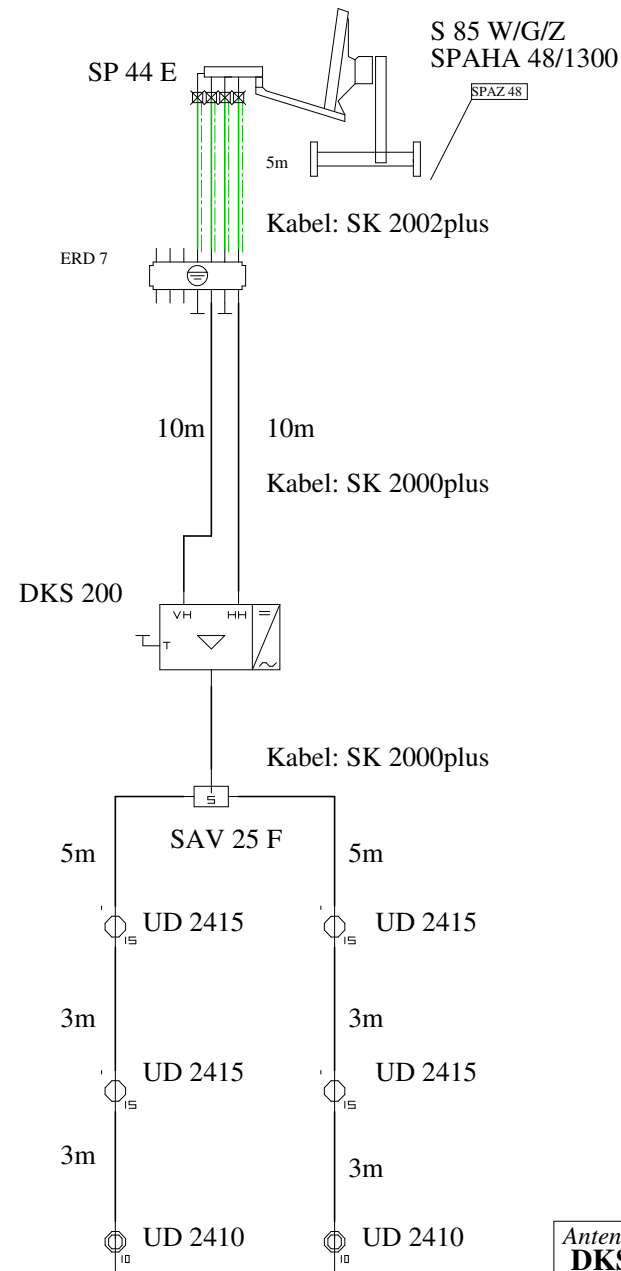 S 85 W/G/Z
SP 44 E
SPAHA 48/1300
SPAZ 48
5m
Kabel: SK 2002plus
ERD 7
10m 10m
Kabel: SK 2000plus
DKS 200
VH HH
T
Kabel: SK 2000plus
5
SAV 25 F
5m 5m
UD 2415 UD 2415
15 15
3m 3m
UD 2415 UD 2415
15 15
3m 3m
UD 2410 UD 2410
10 10
Anten
DKS